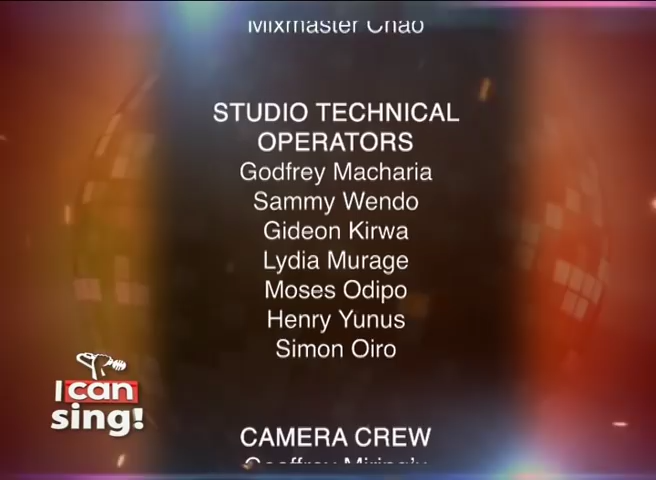 Mixmaster Chao
STUDIO TECHNICAL
OPERATORS
Godfrey Macharia
Sammy Wendo
Gideon Kirwa
Lydia Murage
Moses Odipo
Henry Yunus
Simon Oiro
I can
sing!
CAMERA CREW
Geoffrey